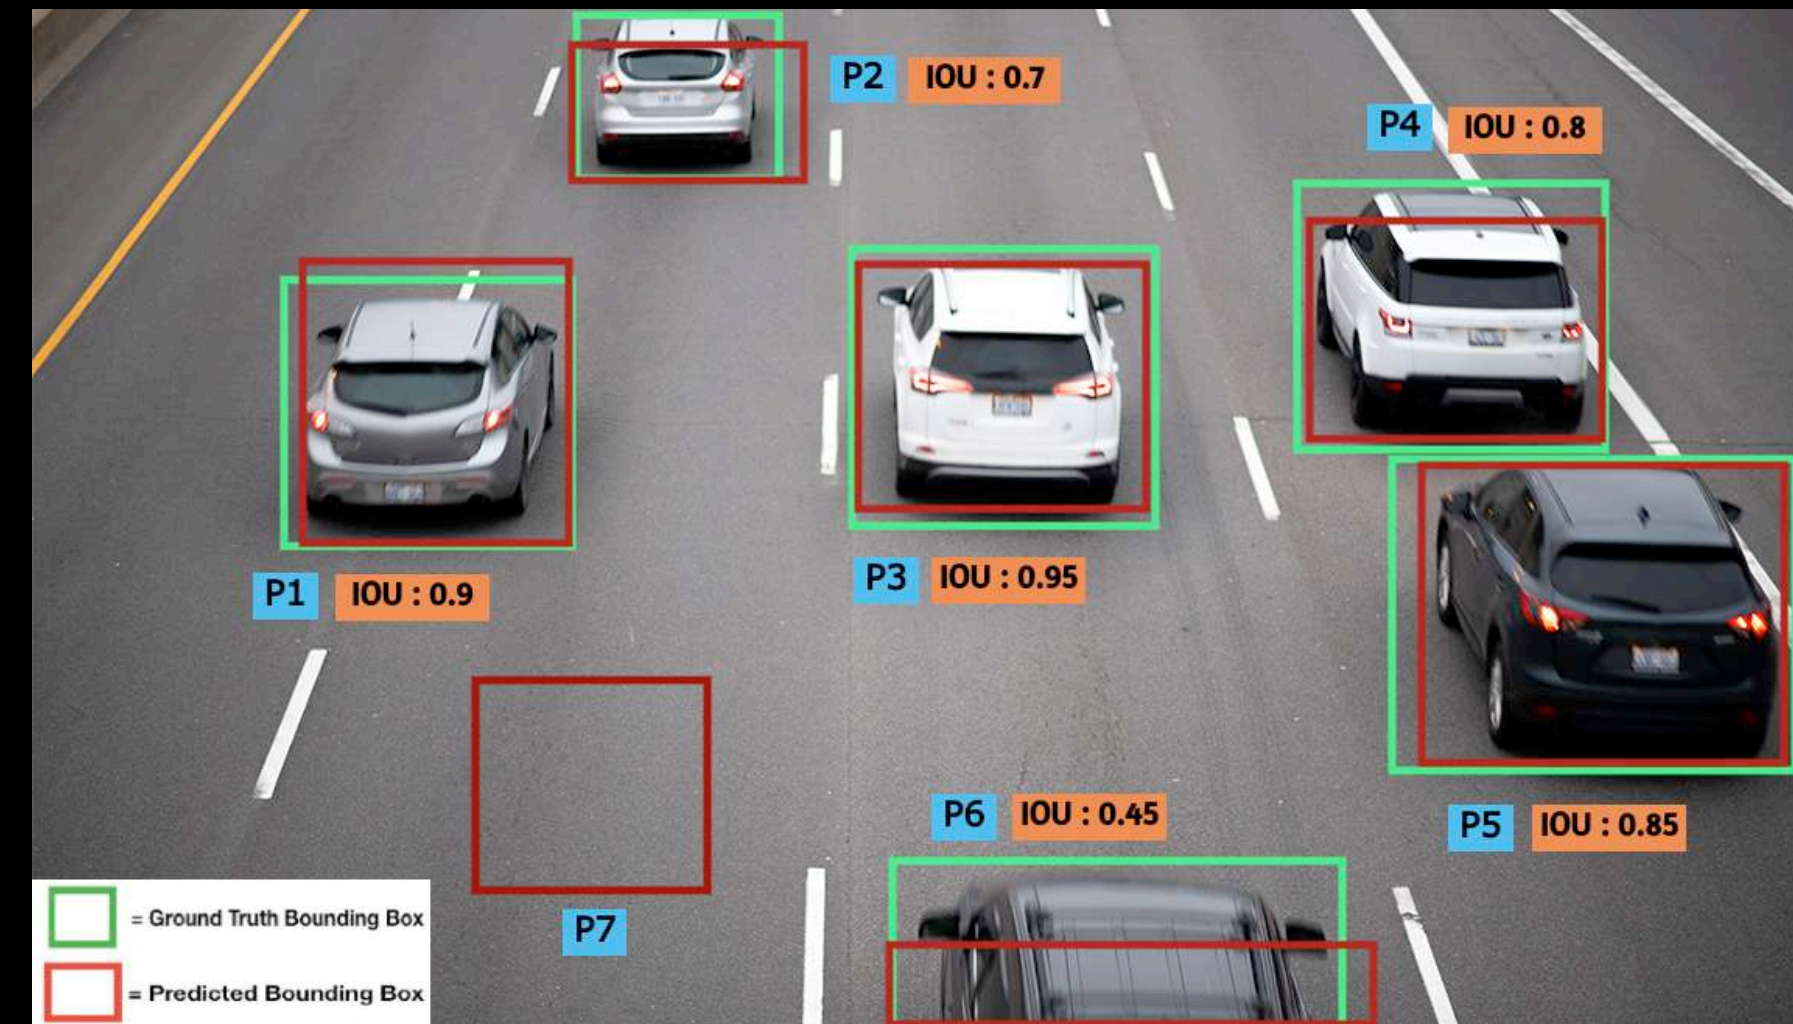 P2 IOU : 0.7
P4 IOU : 0.8
P1 IOU : 0.9
P3 IOU : 0.95
P6 IOU : 0.45
P5 IOU : 0.85
P7
= Ground Truth Bounding Box
= Predicted Bounding Box